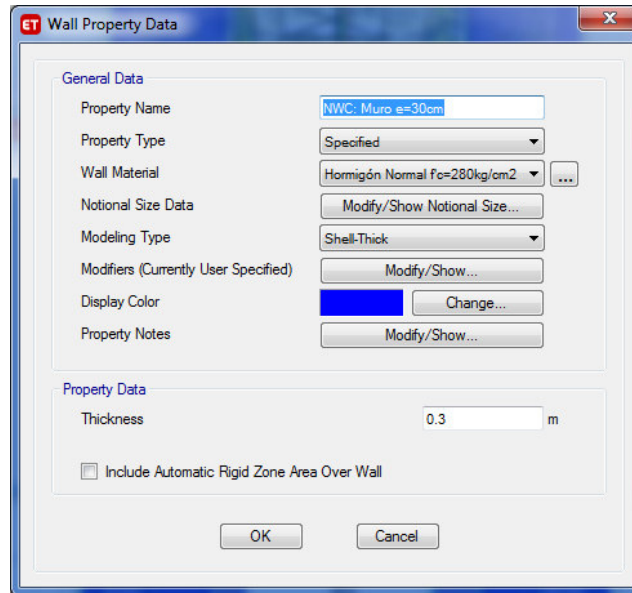 ET Wall Property Data
General Data
Property Name NWC: Muro e=30cm
Property Type Specified
Wall Material Hormigón Normal f'c=280kg/cm2 ...
Notional Size Data Modify/Show Notional Size...
Modeling Type Shell-Thick
Modifiers (Currently User Specified) Modify/Show...
Display Color Change...
Property Notes Modify/Show...
Property Data
Thickness 0.3 m
Include Automatic Rigid Zone Area Over Wall
OK Cancel